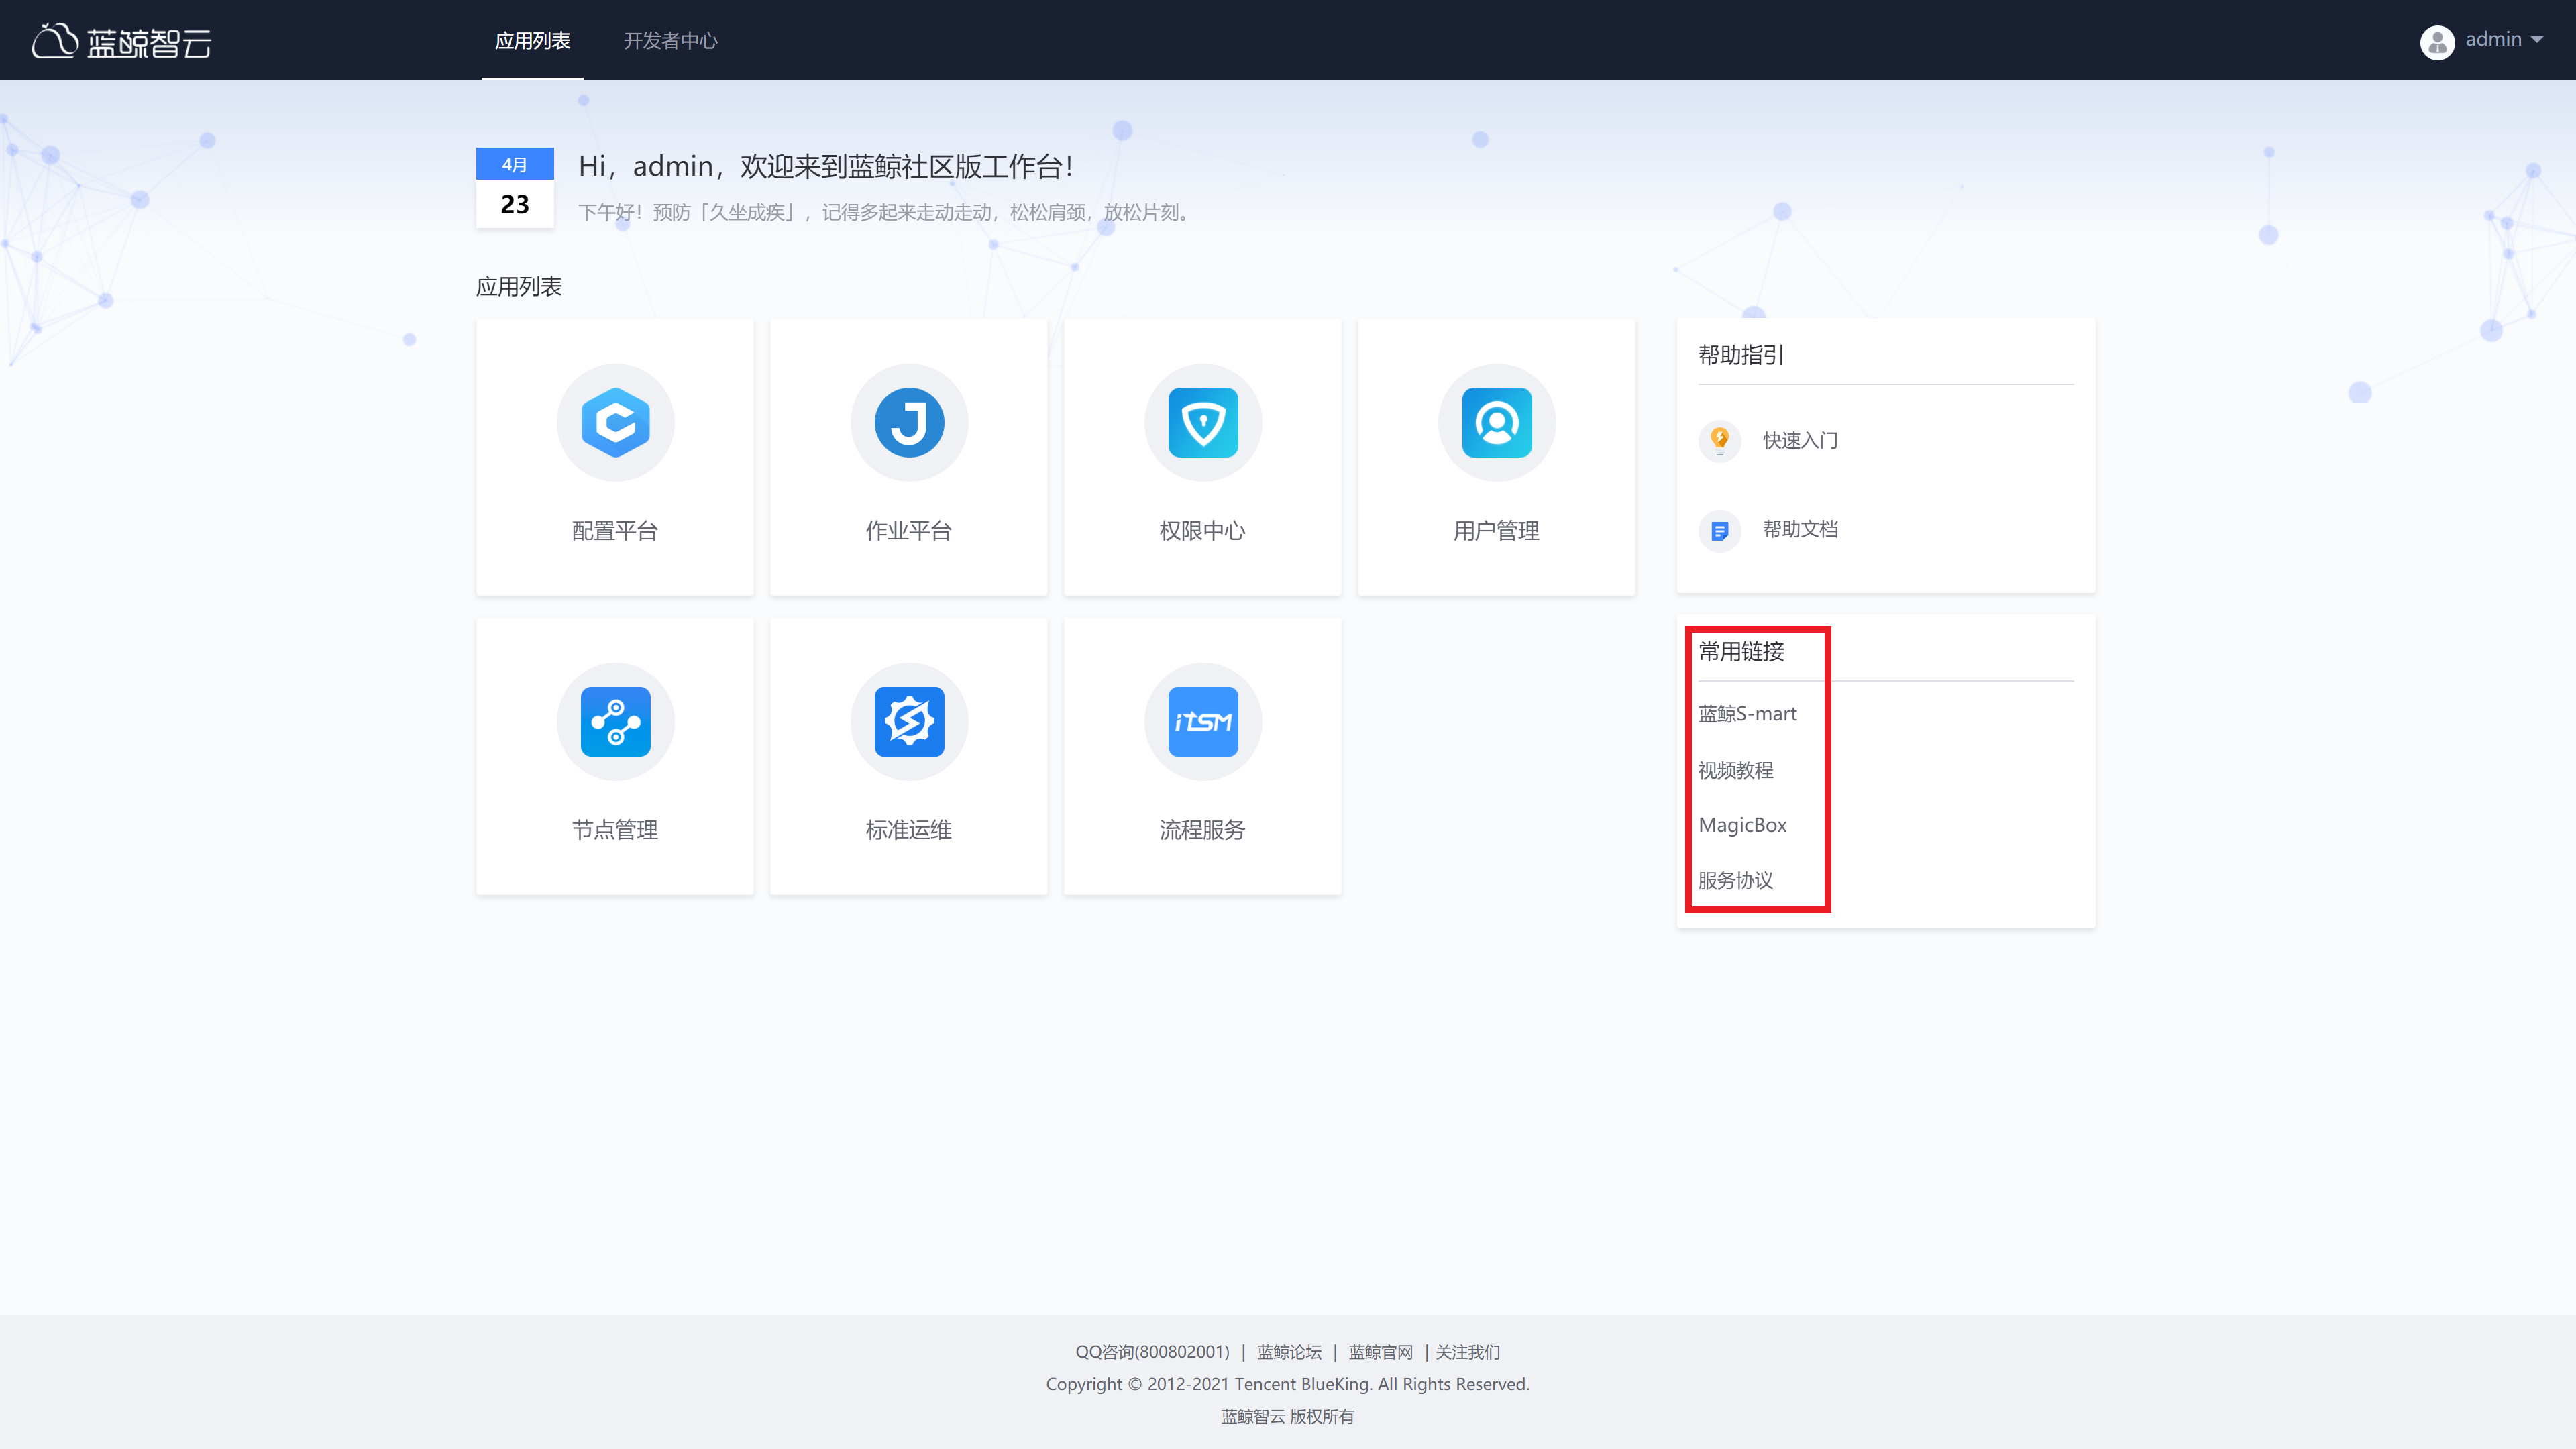 蓝鲸智云
应用列表
开发者中心
admin
4月
23
Hi，admin，欢迎来到蓝鲸社区版工作台！
下午好！预防「久坐成疾」，记得多起来走动走动，松松肩颈，放松片刻。
应用列表
配置平台
作业平台
权限中心
用户管理
节点管理
标准运维
iTSM
流程服务
帮助指引
快速入门
帮助文档
常用链接
蓝鲸S-mart
视频教程
MagicBox
服务协议
QQ咨询(800802001) | 蓝鲸论坛 | 蓝鲸官网 | 关注我们
Copyright © 2012-2021 Tencent BlueKing. All Rights Reserved.
蓝鲸智云 版权所有